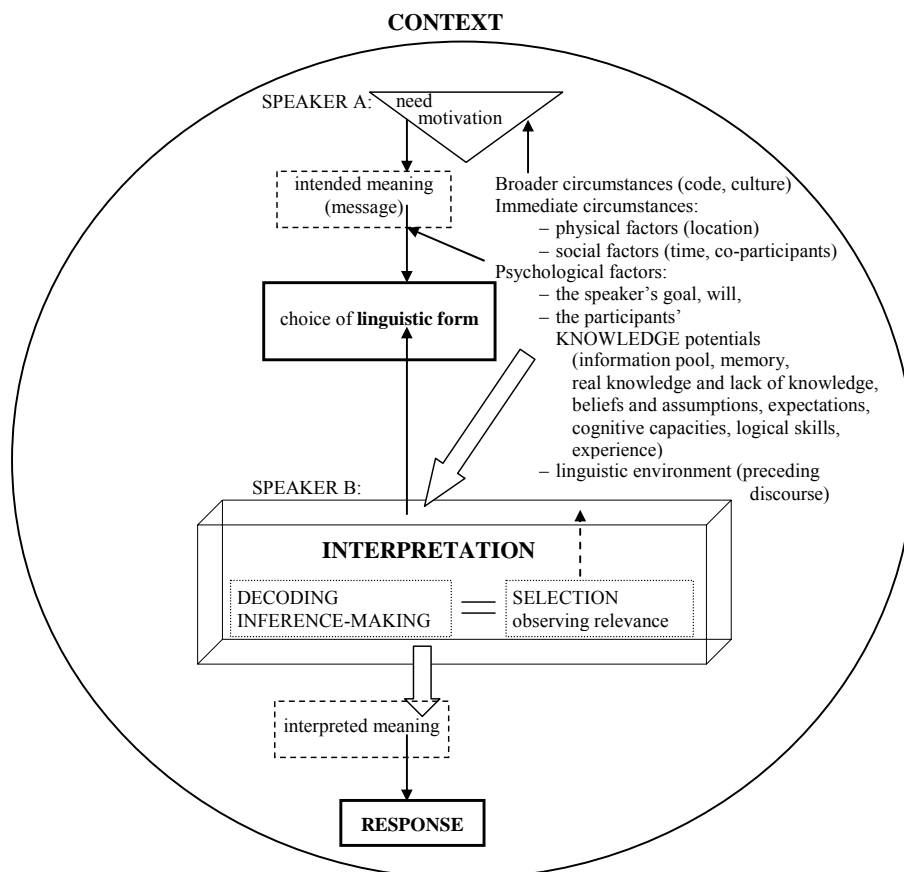 CONTEXT
SPEAKER A:
need
motivation
intended meaning
(message)
Broader circumstances (code, culture)
Immediate circumstances:
– physical factors (location)
– social factors (time, co-participants)
Psychological factors:
– the speaker's goal, will,
– the participants'
KNOWLEDGE potentials
(information pool, memory,
real knowledge and lack of knowledge,
beliefs and assumptions, expectations,
cognitive capacities, logical skills,
experience)
– linguistic environment (preceding
discourse)
choice of linguistic form
SPEAKER B:
INTERPRETATION
DECODING
INFERENCE-MAKING
=
SELECTION
observing relevance
interpreted meaning
RESPONSE